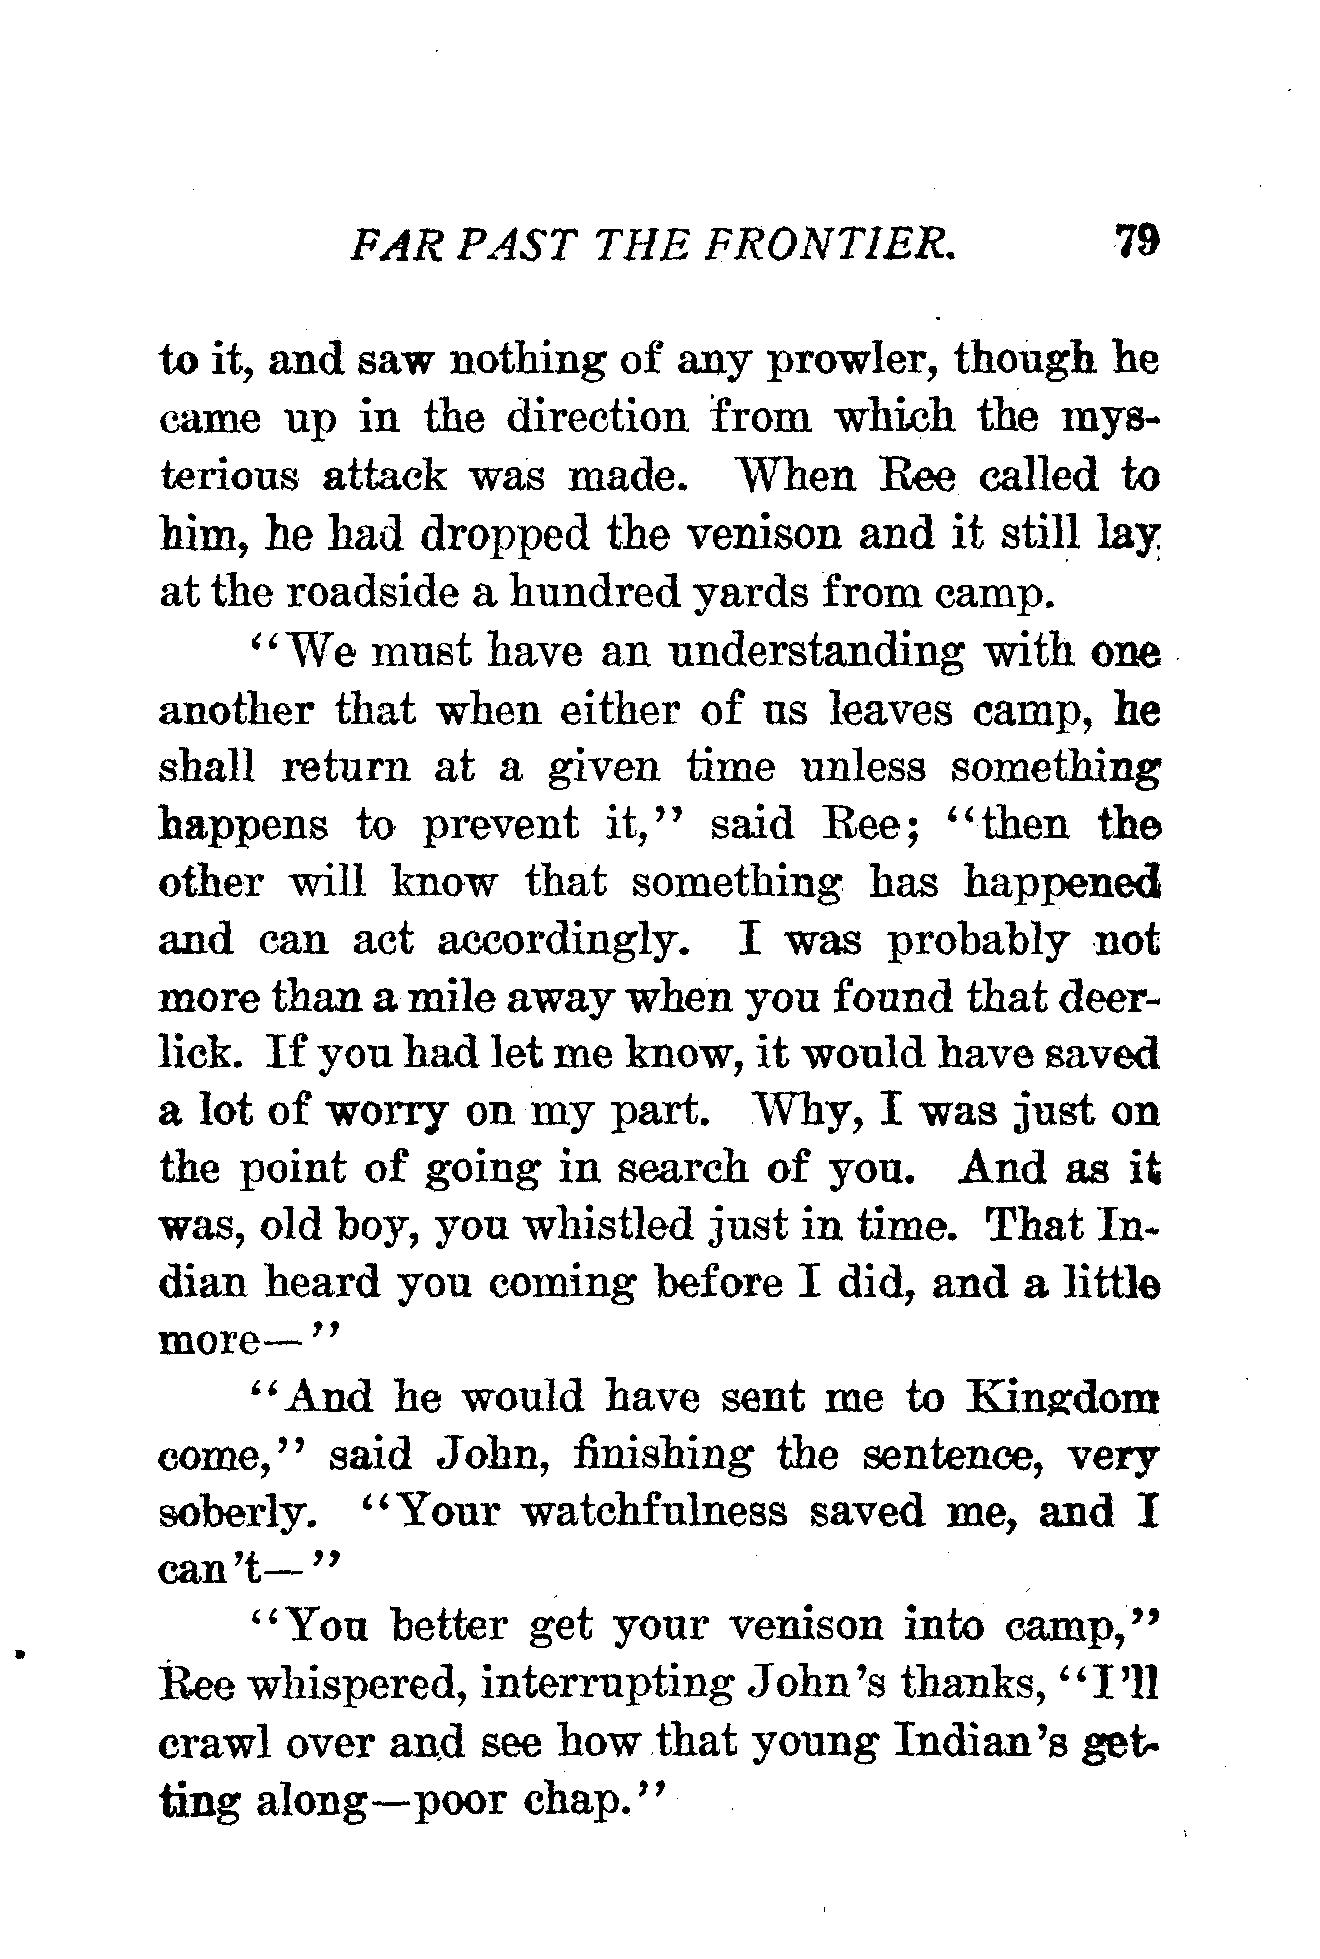 FAR PAST THE FRONTIER. 79
to it, and saw nothing of any prowler, though he
came up in the direction from which the mys-
terious attack was made. When Ree called to
him, he had dropped the venison and it still lay
at the roadside a hundred yards from camp.
"We must have an understanding with one
another that when either of us leaves camp, he
shall return at a given time unless something
happens to prevent it," said Ree; "then the
other will know that something has happened
and can act accordingly. I was probably not
more than a mile away when you found that deer-
lick. If you had let me know, it would have saved
a lot of worry on my part. Why, I was just on
the point of going in search of you. And as it
was, old boy, you whistled just in time. That In-
dian heard you coming before I did, and a little
more—"
"And he would have sent me to Kingdom
come," said John, finishing the sentence, very
soberly. "Your watchfulness saved me, and I
can't—"
"You better get your venison into camp,"
Ree whispered, interrupting John's thanks, "I'll
crawl over and see how that young Indian's get-
ting along—poor chap."